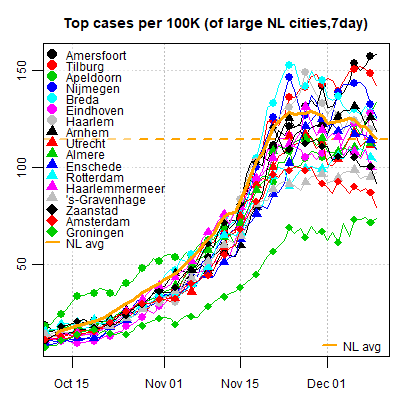 Top cases per 100K (of large NL cities,7day)
150
100
50
Amersfoort
Tilburg
Apeldoorn
Nijmegen
Breda
Eindhoven
Haarlem
Arnhem
Utrecht
Almere
Enschede
Rotterdam
Haarlemmermeer
's-Gravenhage
Zaanstad
Amsterdam
Groningen
NL avg
NL avg
Oct 15
Nov 01
Nov 15
Dec 01